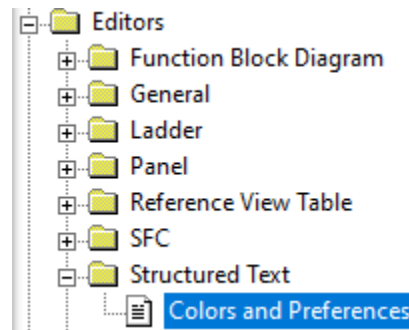 Editors
Function Block Diagram
General
Ladder
Panel
Reference View Table
SFC
Structured Text
Colors and Preferences